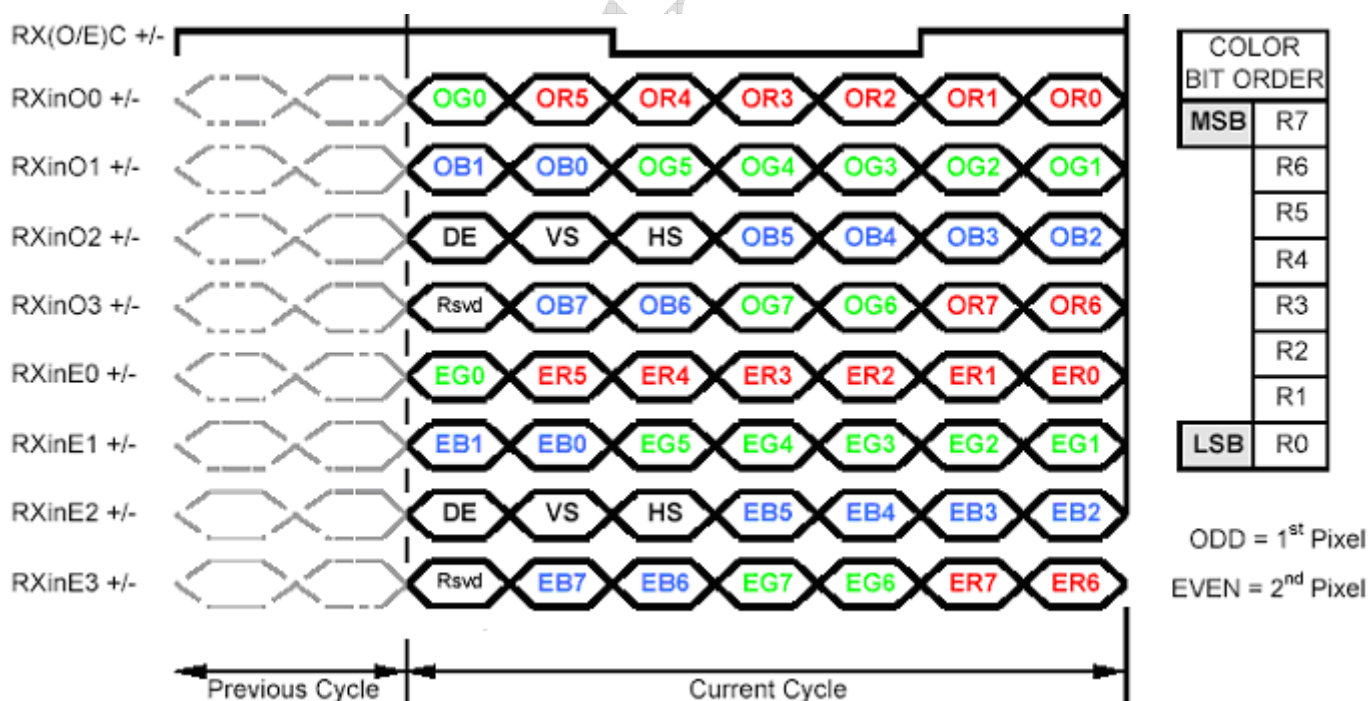 RX(O/E)C +/-
RXinO0 +/- OG0 OR5 OR4 OR3 OR2 OR1 OR0
RXinO1 +/- OB1 OB0 OG5 OG4 OG3 OG2 OG1
RXinO2 +/- DE VS HS OB5 OB4 OB3 OB2
RXinO3 +/- Rsvd OB7 OB6 OG7 OG6 OR7 OR6
RXinE0 +/- EG0 ER5 ER4 ER3 ER2 ER1 ER0
RXinE1 +/- EB1 EB0 EG5 EG4 EG3 EG2 EG1
RXinE2 +/- DE VS HS EB5 EB4 EB3 EB2
RXinE3 +/- Rsvd EB7 EB6 EG7 EG6 ER7 ER6
Previous Cycle
Current Cycle
COLOR
BIT ORDER
MSB R7
R6
R5
R4
R3
R2
R1
LSB R0
ODD = 1st Pixel
EVEN = 2nd Pixel